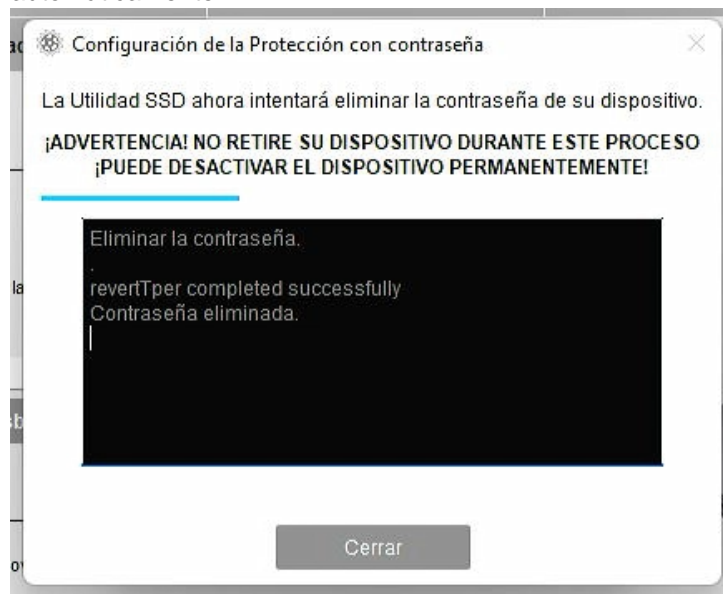 Configuración de la Protección con contraseña
La Utilidad SSD ahora intentará eliminar la contraseña de su dispositivo.
¡ADVERTENCIA! NO RETIRE SU DISPOSITIVO DURANTE ESTE PROCESO
¡PUEDE DESACTIVAR EL DISPOSITIVO PERMANENTEMENTE!
Eliminar la contraseña.
.
revertTper completed successfully
Contraseña eliminada.
la
Cerrar